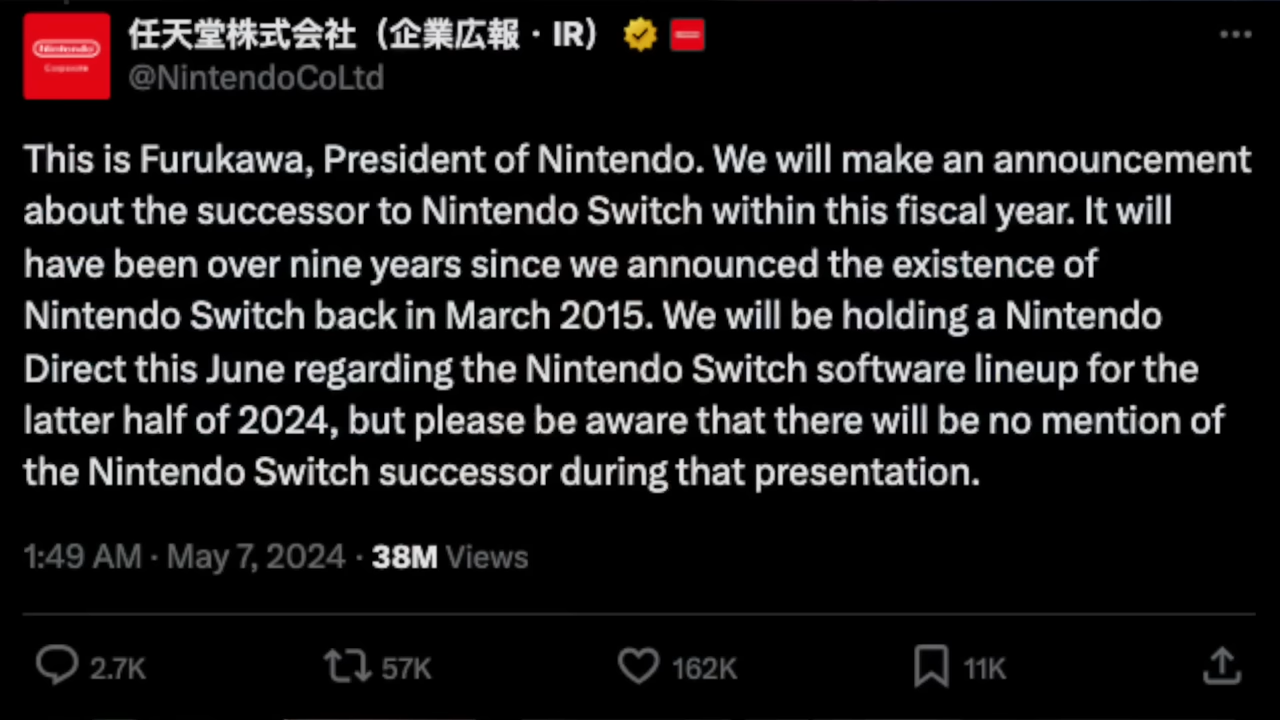 Nintendo
Corporate
任天堂株式会社（企業広報・IR）
@NintendoCoLtd
This is Furukawa, President of Nintendo. We will make an announcement
about the successor to Nintendo Switch within this fiscal year. It will
have been over nine years since we announced the existence of
Nintendo Switch back in March 2015. We will be holding a Nintendo
Direct this June regarding the Nintendo Switch software lineup for the
latter half of 2024, but please be aware that there will be no mention of
the Nintendo Switch successor during that presentation.
1:49 AM · May 7, 2024 · 38M Views
2.7K 57K 162K 11K